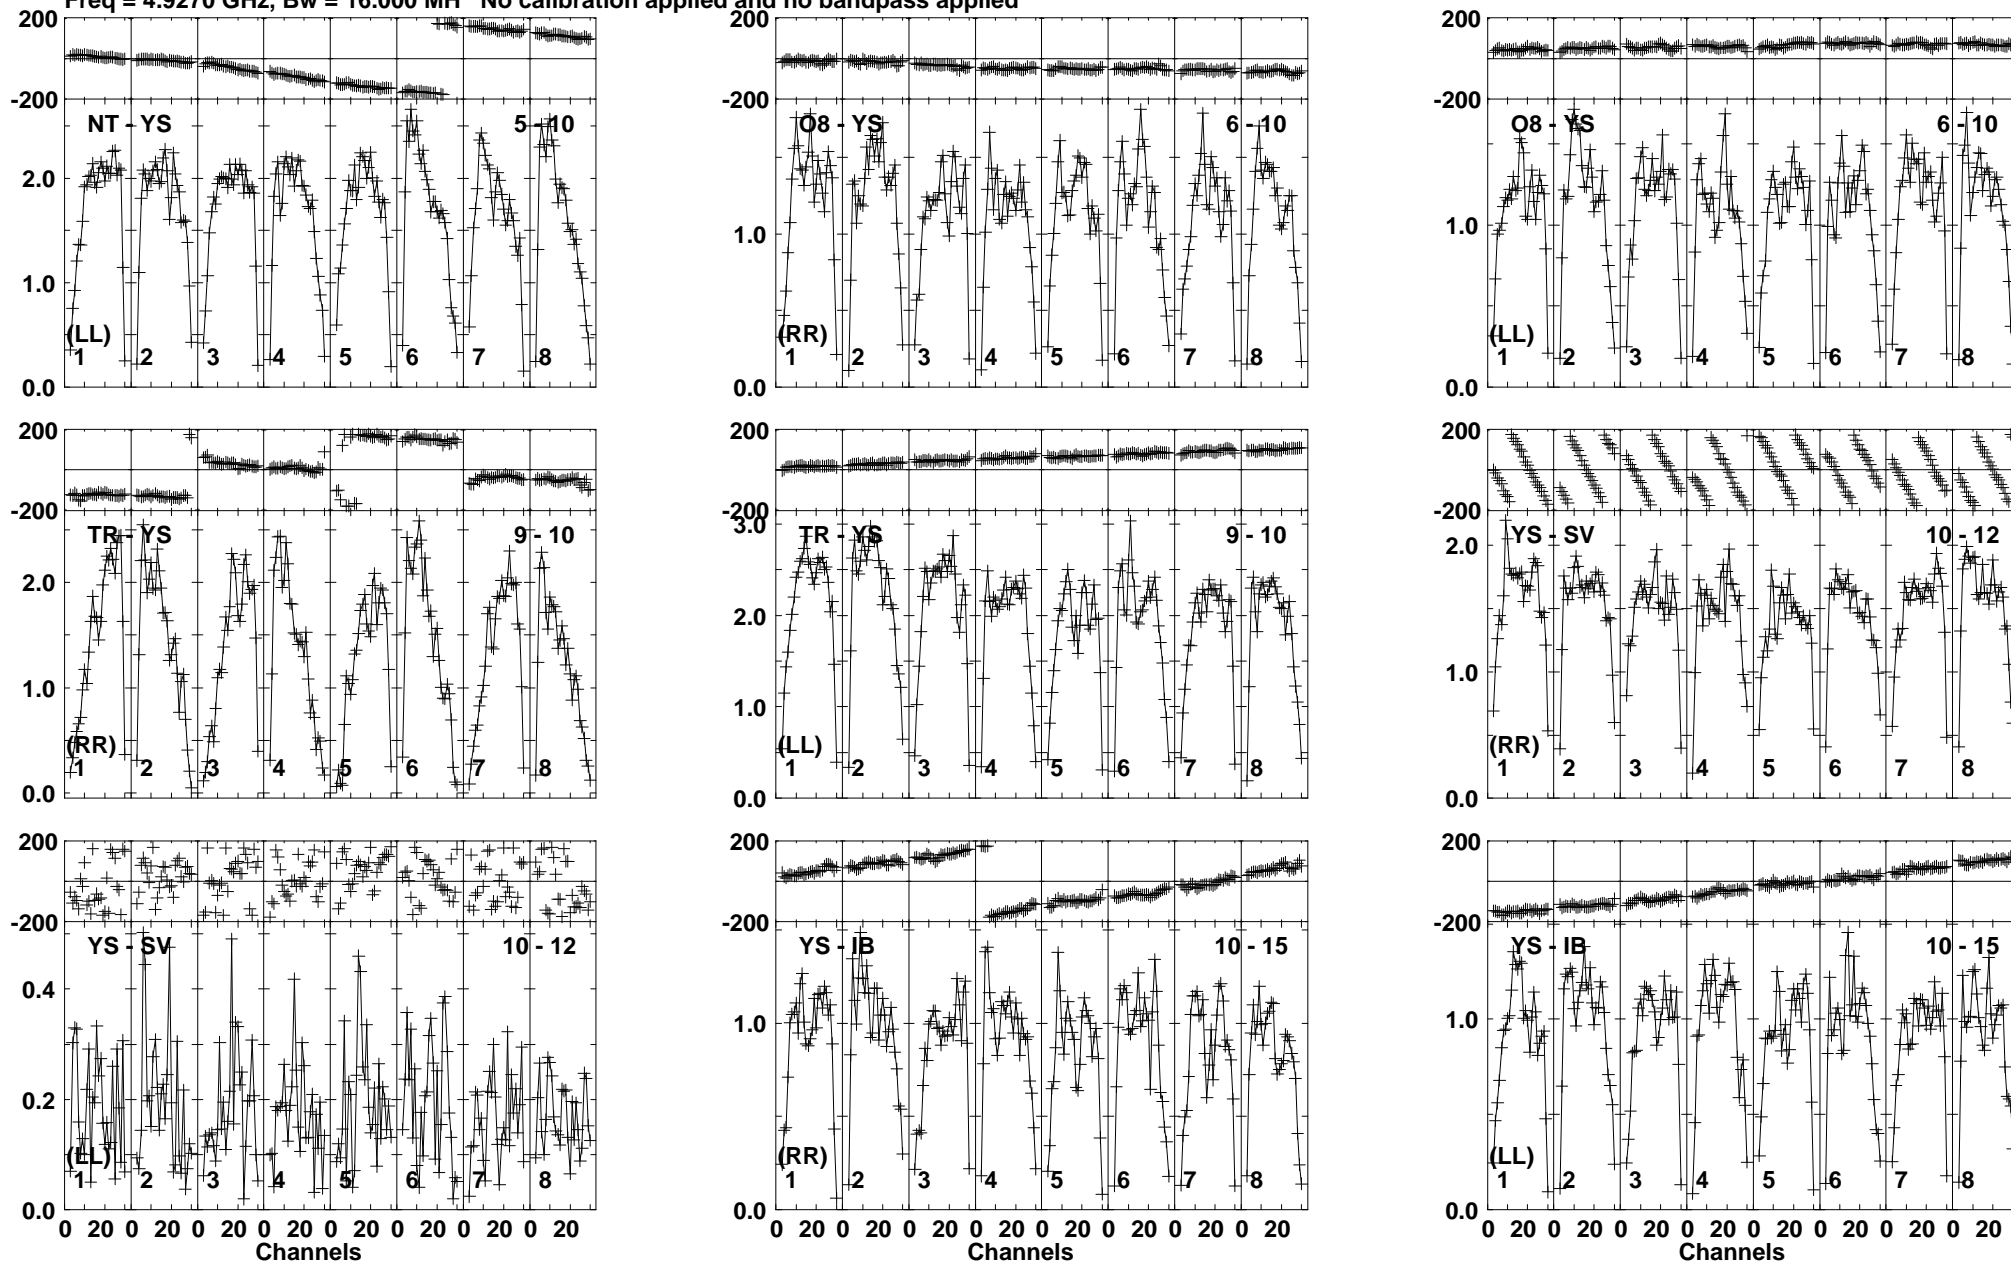 Freq = 4.9270 GHz, Bw = 16.000 MH No calibration applied and no bandpass applied
200 200 200
-200 -200 -200
NT - YS 5 - 10 O8 - YS 6 - 10 O8 - YS 6 - 10
2.0
1.0 1.0
1.0
(LL) (RR) (LL)
1 2 3 4 5 6 7 8 1 2 3 4 5 6 7 8 1 2 3 4 5 6 7 8
0.0 0.0 0.0
200 200 200
-200 -200 -200
TR - YS 9 - 10 3.0 TR - YS 9 - 10 YS - SV 10 - 12
2.0 2.0 2.0
1.0 1.0 1.0
(RR) (LL) (RR)
1 2 3 4 5 6 7 8 1 2 3 4 5 6 7 8 1 2 3 4 5 6 7 8
0.0 0.0 0.0
200 200 200
-200 -200 -200
YS - SV 10 - 12 YS - IB 10 - 15 YS - IB 10 - 15
0.4 1.0 1.0
0.2
(LL) (RR) (LL)
1 2 3 4 5 6 7 8 1 2 3 4 5 6 7 8 1 2 3 4 5 6 7 8
0.0 0.0 0.0
0 20 0 20 0 20 0 20 0 20 0 20 0 20 0 20 0 20 0 20 0 20 0 20 0 20 0 20 0 20 0 20 0 20 0 20 0 20 0 20 0 20 0 20 0 20 0 20
Channels Channels Channels